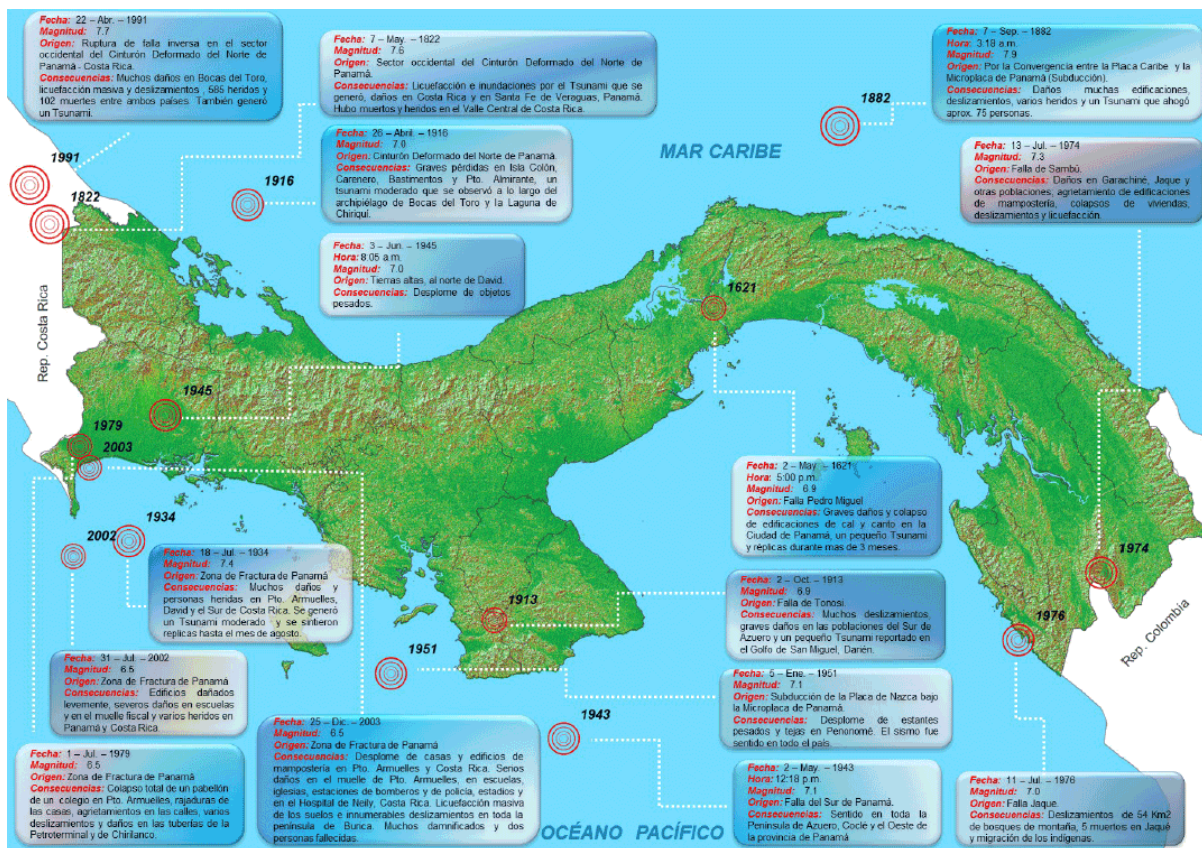 Fecha: 22 – Abr. – 1991
Magnitud: 7.7
Origen: Ruptura de falla inversa en el sector
occidental del Cinturón Deformado del Norte de
Panamá - Costa Rica.
Consecuencias: Muchos daños en Bocas del Toro,
licuefacción masiva y deslizamientos , 585 heridos y
102 muertes entre ambos países. También generó
un Tsunami.
Fecha: 7 – May. – 1822
Magnitud: 7.6
Origen: Sector occidental del Cinturón Deformado del Norte de
Panamá.
Consecuencias: Licuefacción e inundaciones por el Tsunami que se
generó, daños en Costa Rica y en Santa Fe de Veraguas, Panamá.
Hubo muertos y heridos en el Valle Central de Costa Rica.
Fecha: 26 – Abril. – 1916
Magnitud: 7.0
Origen: Cinturón Deformado del Norte de Panamá.
Consecuencias: Graves pérdidas en Isla Colón,
Carenero, Bastimentos y Pto. Almirante, un
tsunami moderado que se observó a lo largo del
archipiélago de Bocas del Toro y la Laguna de
Chiriquí.
Fecha: 3 – Jun. – 1945
Hora: 8:05 a.m.
Magnitud: 7.0
Origen: Tierras altas, al norte de David.
Consecuencias: Desplome de objetos
pesados.
Fecha: 7 – Sep. – 1882
Hora: 3.18 a.m.
Magnitud: 7.9
Origen: Por la Convergencia entre la Placa Caribe y la
Microplaca de Panamá (Subducción).
Consecuencias: Daños muchas edificaciones,
deslizamientos, varios heridos y un Tsunami que ahogó
aprox. 75 personas.
Fecha: 13 – Jul. – 1974
Magnitud: 7.3
Origen: Falla de Sambú.
Consecuencias: Daños en Garachiné, Jaque y
otras poblaciones, agrietamiento de edificaciones
de mampostería, colapsos de viviendas,
deslizamientos y licuefacción.
MAR CARIBE
1882
1991
1822
1916
1621
Rep. Costa Rica
1945
1979
2003
1934
2002
1913
1951
1943
1974
1976
Rep. Colombia
Fecha: 2 – May – 1621
Hora: 5:00 p.m.
Magnitud: 6.9
Origen: Falla Pedro Miguel
Consecuencias: Graves daños y colapso
de edificaciones de cal y canto en la
Ciudad de Panamá, un pequeño Tsunami
y réplicas durante mas de 3 meses.
Fecha: 18 – Jul. – 1934
Magnitud: 7.4
Origen: Zona de Fractura de Panamá
Consecuencias: Muchos daños y
personas heridas en Pto. Armuelles,
David y el Sur de Costa Rica. Se generó
un Tsunami moderado y se sintieron
replicas hasta el mes de agosto.
Fecha: 2 – Oct. – 1913
Magnitud: 6.9
Origen: Falla de Tonosi.
Consecuencias: Muchos deslizamientos,
graves daños en las poblaciones del Sur de
Azuero y un pequeño Tsunami reportado en
el Golfo de San Miguel, Darién.
Fecha: 31 – Jul – 2002
Magnitud: 6.5
Origen: Zona de Fractura de Panamá
Consecuencias: Edificios dañados
levemente, severos daños en escuelas
y en el muelle fiscal y varios heridos en
Panamá y Costa Rica.
Fecha: 5 – Ene. – 1951
Magnitud: 7.1
Origen: Subducción de la Placa de Nazca bajo
la Microplaca de Panamá.
Consecuencias: Desplome de estantes
pesados y tejas en Penonomé. El sismo fue
sentido en todo el país.
Fecha: 1 – Jul. – 1979
Magnitud: 6.5
Origen: Zona de Fractura de Panamá
Consecuencias: Colapso total de un pabellón
de un colegio en Pto. Armuelles, rajaduras de
las casas, agrietamientos en las calles, varios
deslizamientos y daños en las tuberías de la
Petroterminal y de Chirilanco.
Fecha: 25 – Dic. – 2003
Magnitud: 6.5
Origen: Zona de Fractura de Panamá
Consecuencias: Desplome de casas y edificios de
mampostería en Pto. Armuelles y Costa Rica. Serios
daños en el muelle de Pto. Armuelles, en escuelas,
iglesias, estaciones de bomberos y de policía, estadios y
en el Hospital de Neily, Costa Rica. Licuefacción masiva
de los suelos e innumerables deslizamientos en toda la
península de Burica. Muchos damnificados y dos
personas fallecidas.
OCÉANO PACÍFICO
Fecha: 2 – May. – 1943
Hora: 12:18 p.m.
Magnitud: 7.1
Origen: Falla del Sur de Panamá.
Consecuencias: Sentido en toda la
Península de Azuero, Coclé y el Oeste de
la provincia de Panamá
Fecha: 11 – Jul – 1976
Magnitud: 7.0
Origen: Falla Jaque.
Consecuencias: Deslizamientos de 54 Km2
de bosques de montaña, 5 muertos en Jaqué
y migración de los indígenas.